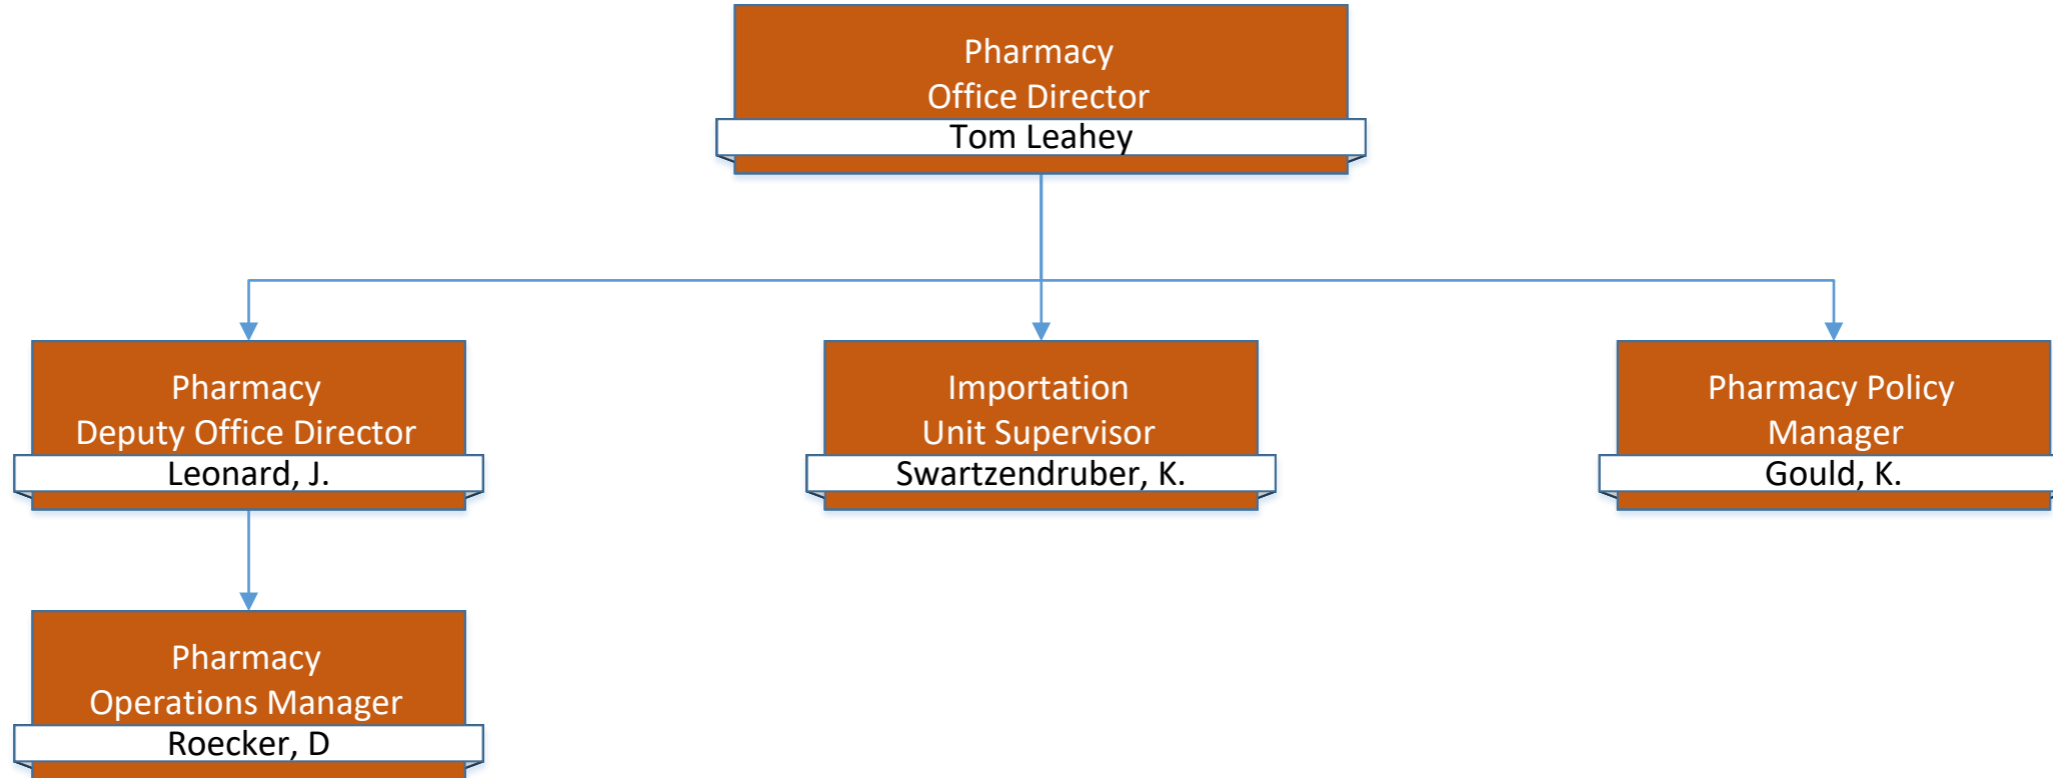 Pharmacy
Office Director
Tom Leahey
Pharmacy
Deputy Office Director
Leonard, J.
Importation
Unit Supervisor
Swartzendruber, K.
Pharmacy Policy
Manager
Gould, K.
Pharmacy
Operations Manager
Roecker, D